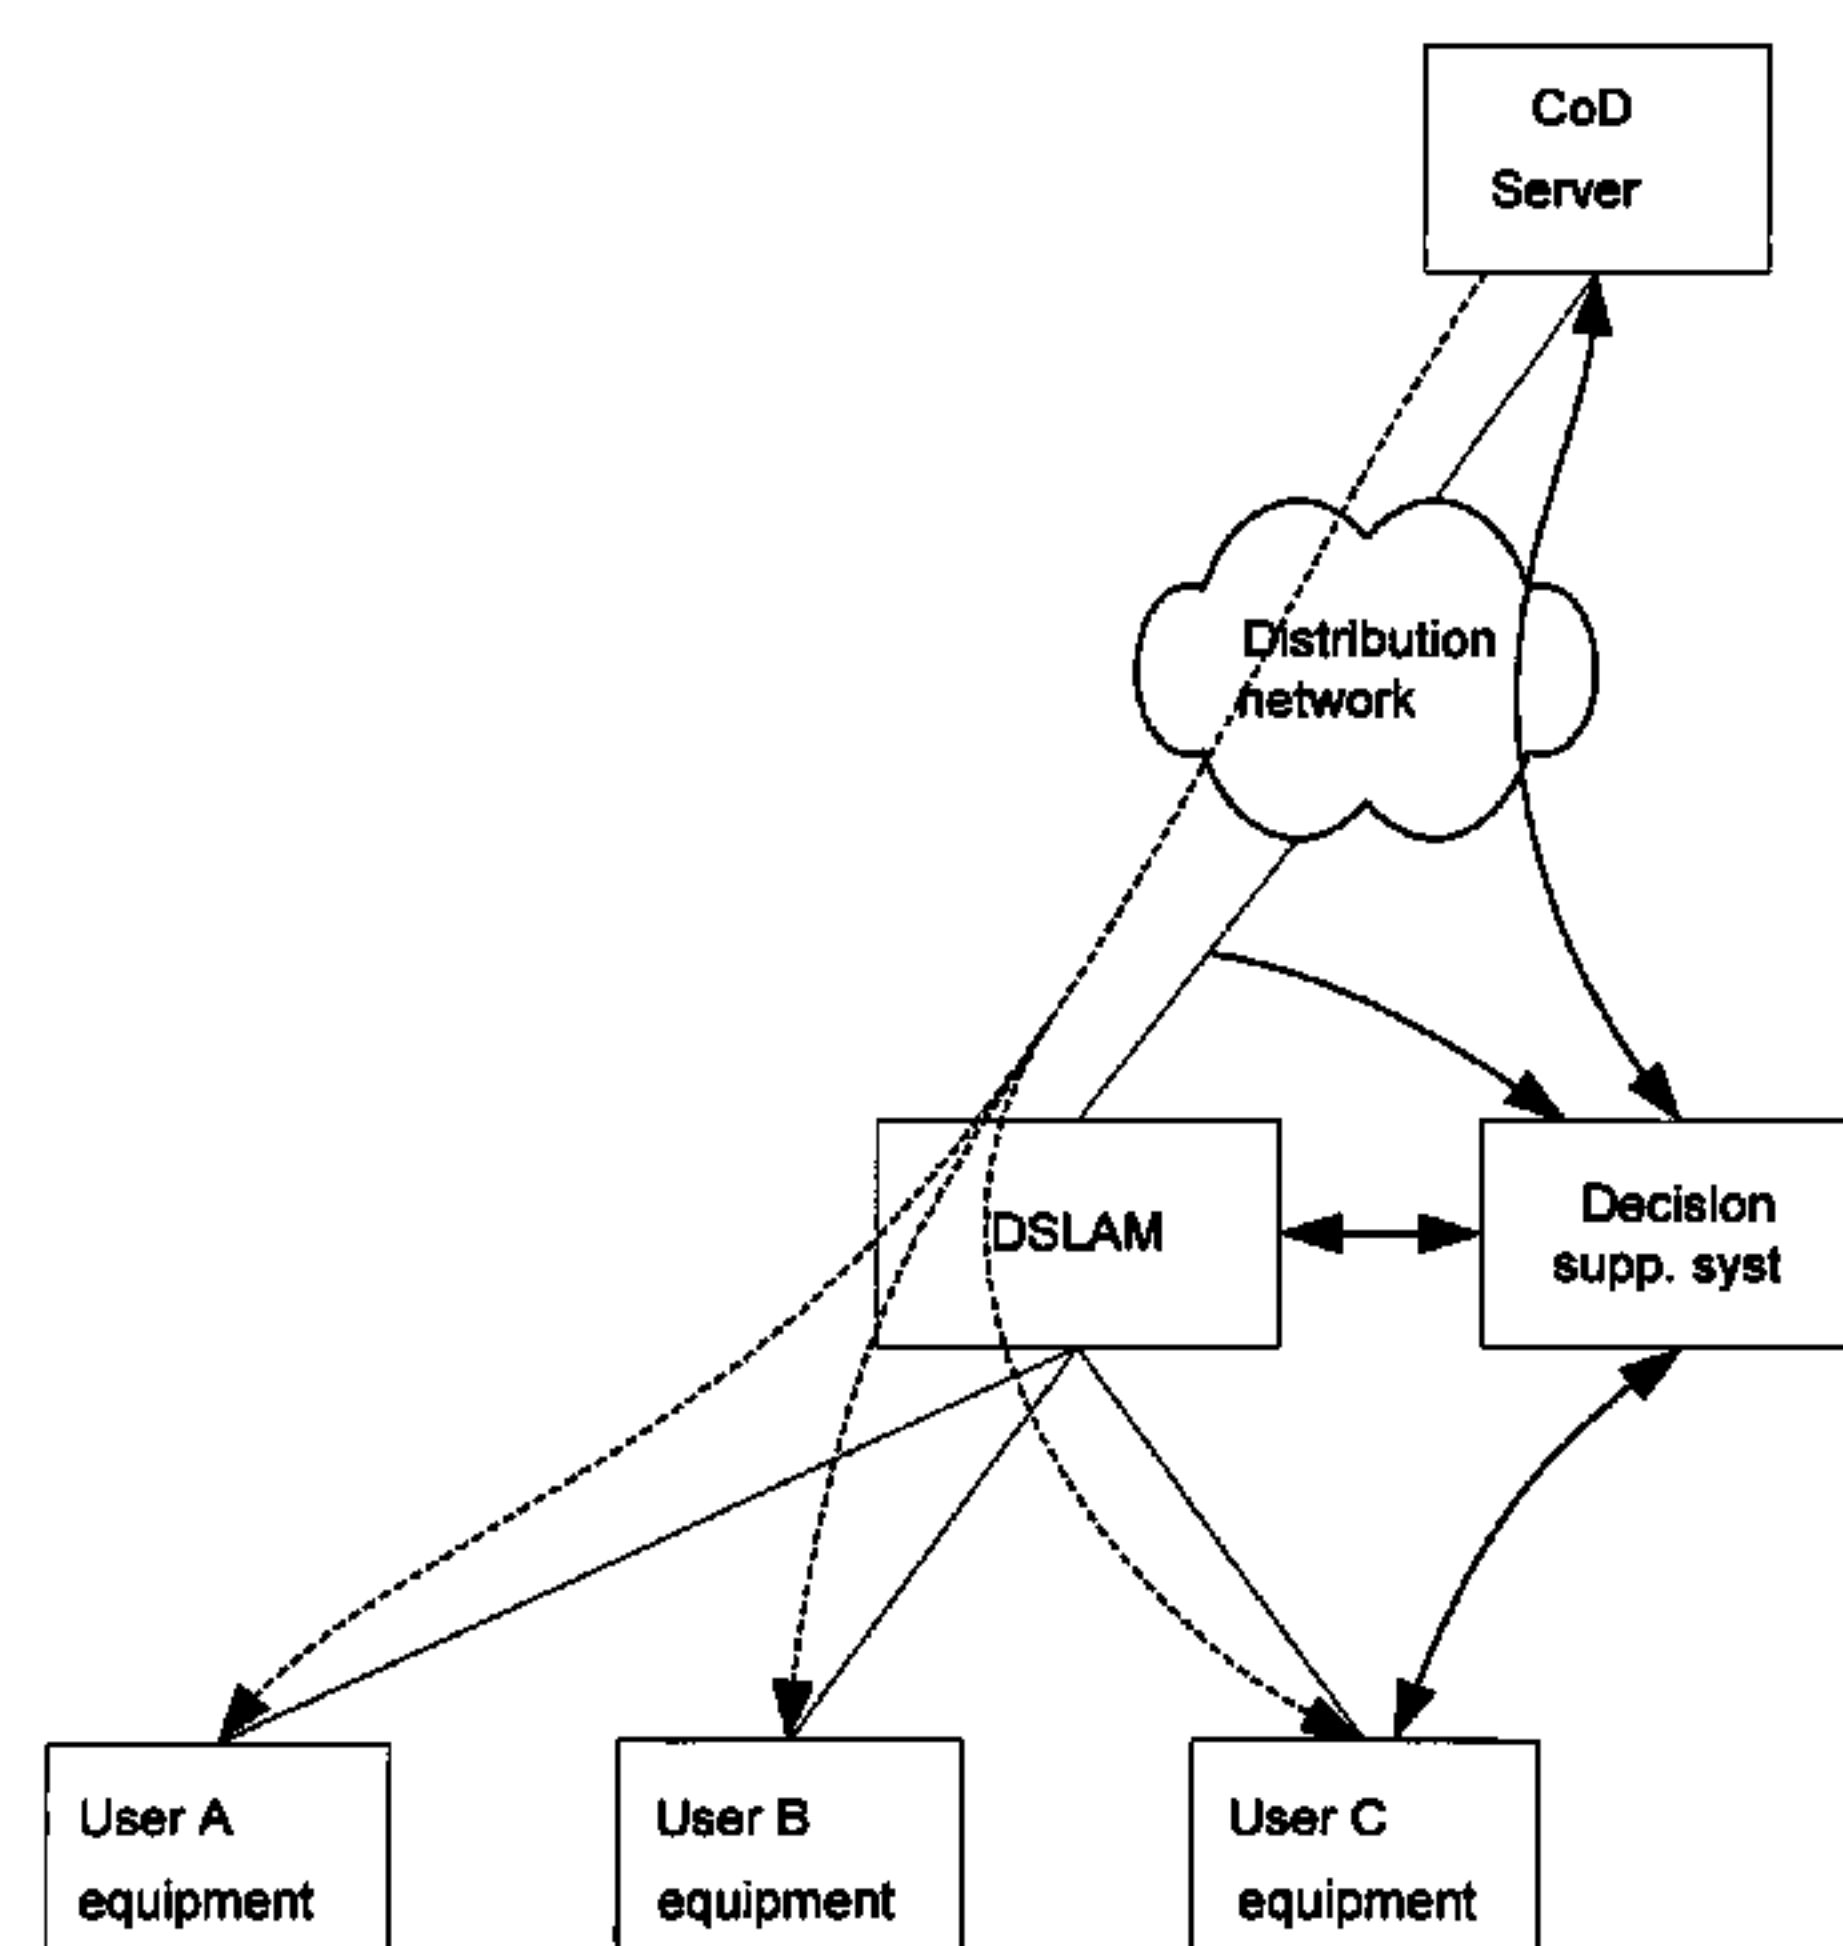 CoD
Server
Distribution
network
DSLAM
Decision
supp. syst
User A
equipment
User B
equipment
User C
equipment